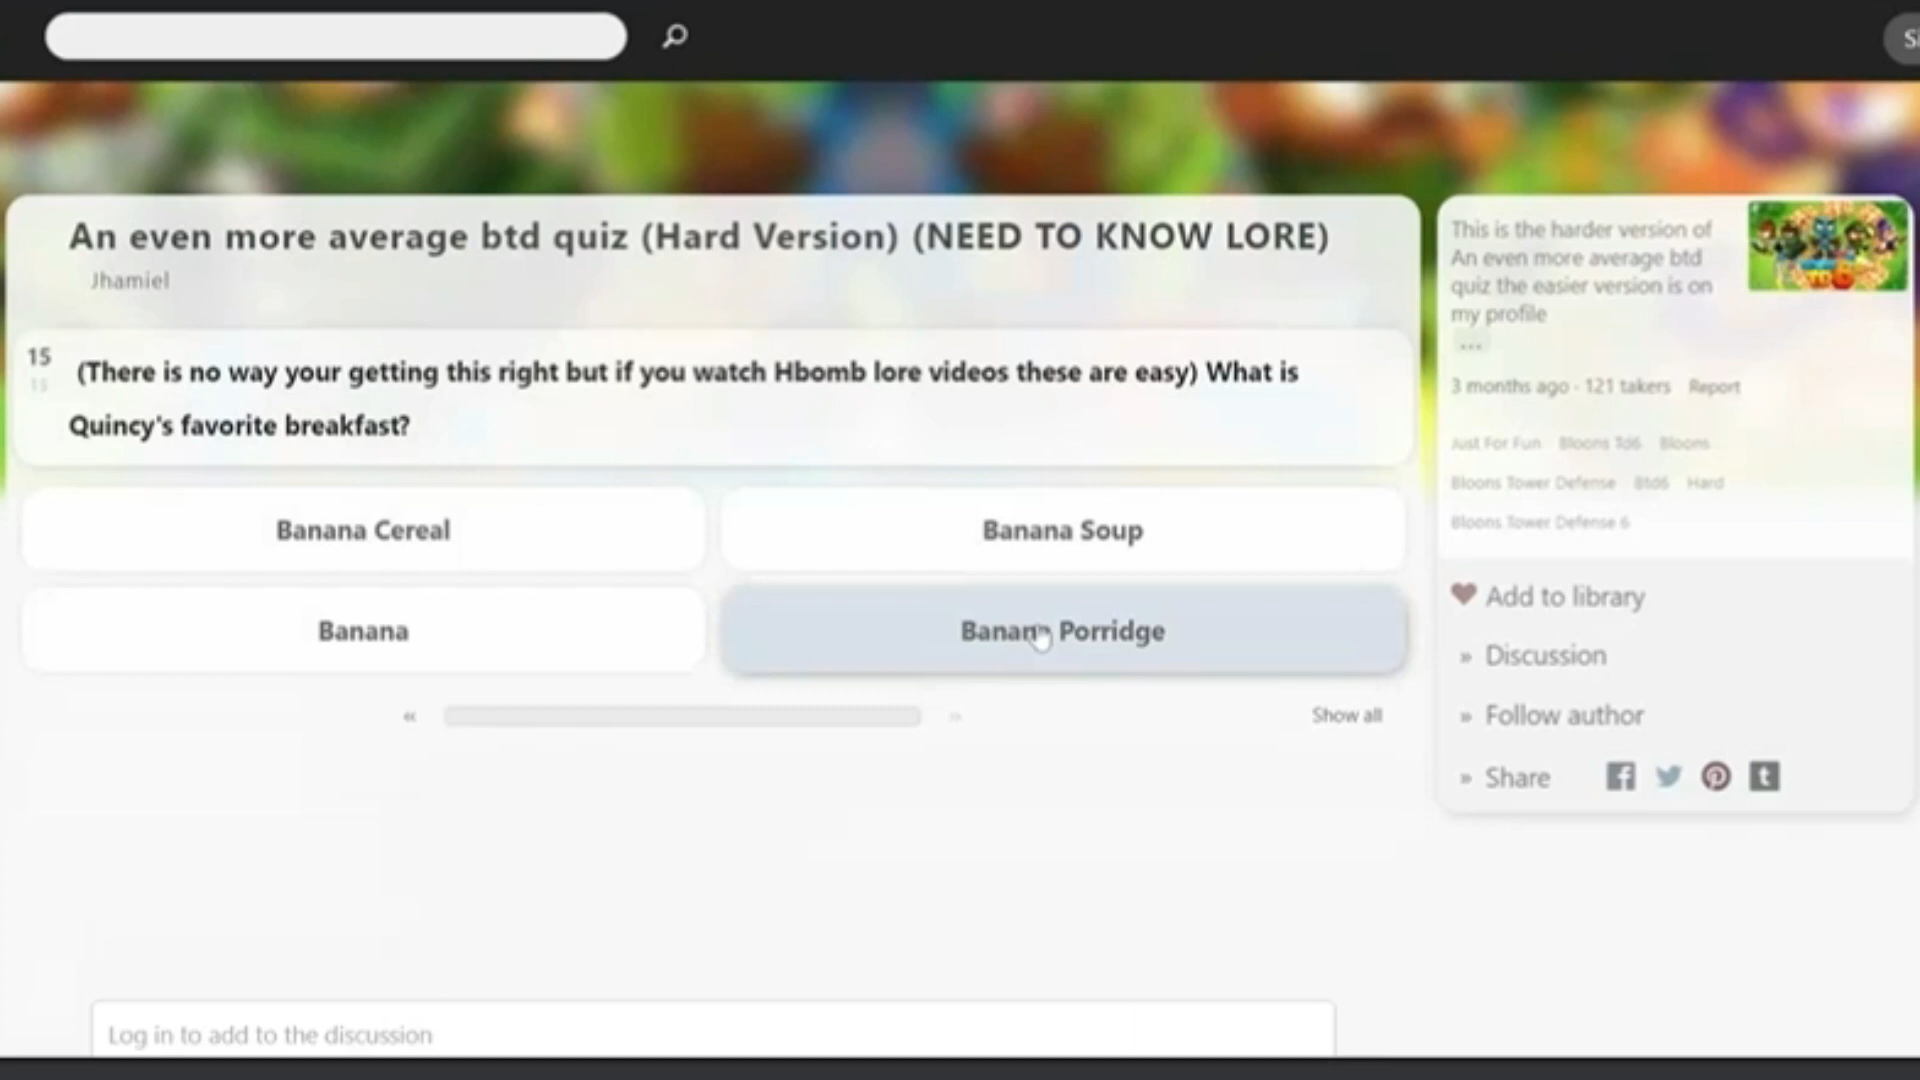 Si
An even more average btd quiz (Hard Version) (NEED TO KNOW LORE)
Jhamiel
15
15
(There is no way your getting this right but if you watch Hbomb lore videos these are easy) What is
Quincy's favorite breakfast?
Banana Cereal
Banana Soup
Banana
Banana Porridge
«
»
Show all
Log in to add to the discussion
This is the harder version of
An even more average btd
quiz the easier version is on
my profile
...
3 months ago - 121 takers Report
Just For Fun Bloons Td6 Bloons
Bloons Tower Defense Btd6 Hard
Bloons Tower Defense 6
Add to library
» Discussion
» Follow author
» Share